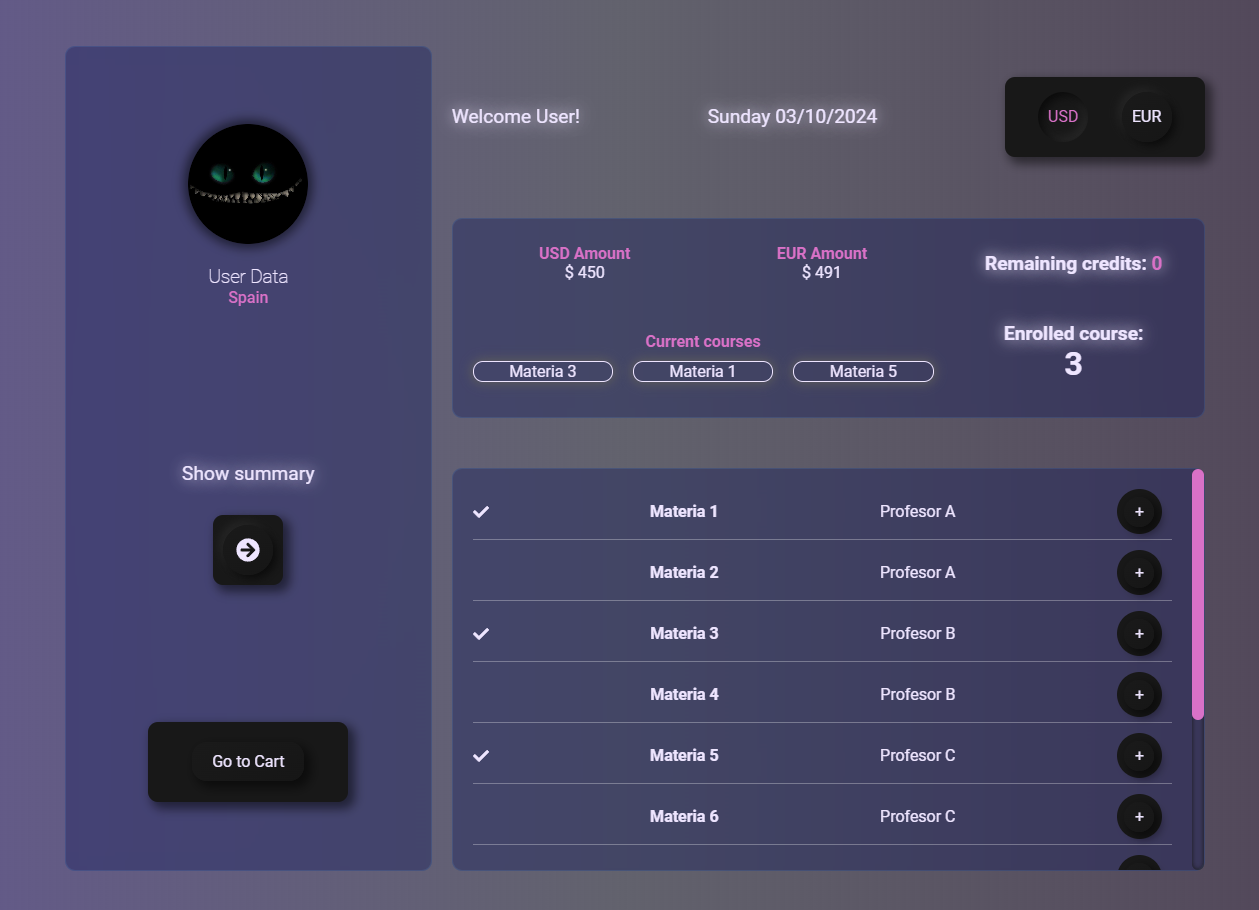 Welcome User!
Sunday 03/10/2024
USD
EUR
User Data
Spain
Show summary
Go to Cart
USD Amount
$ 450
EUR Amount
$ 491
Remaining credits: 0
Current courses
Materia 3
Materia 1
Materia 5
Enrolled course:
3
Materia 1 Profesor A +
Materia 2 Profesor A +
Materia 3 Profesor B +
Materia 4 Profesor B +
Materia 5 Profesor C +
Materia 6 Profesor C +